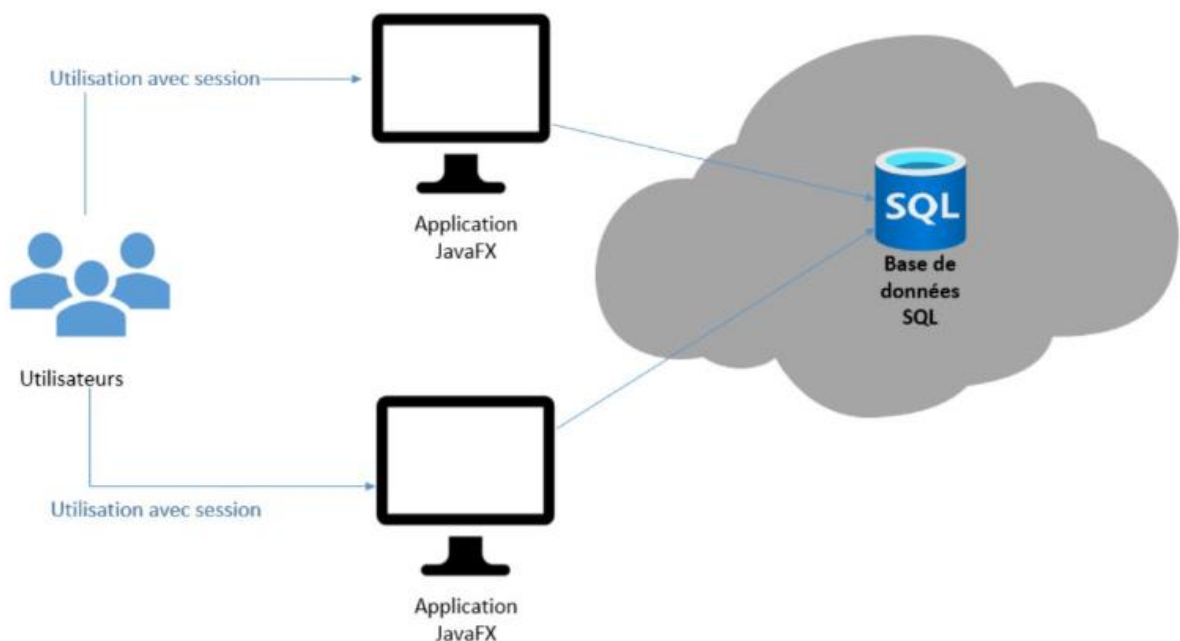 Utilisation avec session
Application
JavaFX
SQL
Base de
données
SQL
Utilisateurs
Utilisation avec session
Application
JavaFX